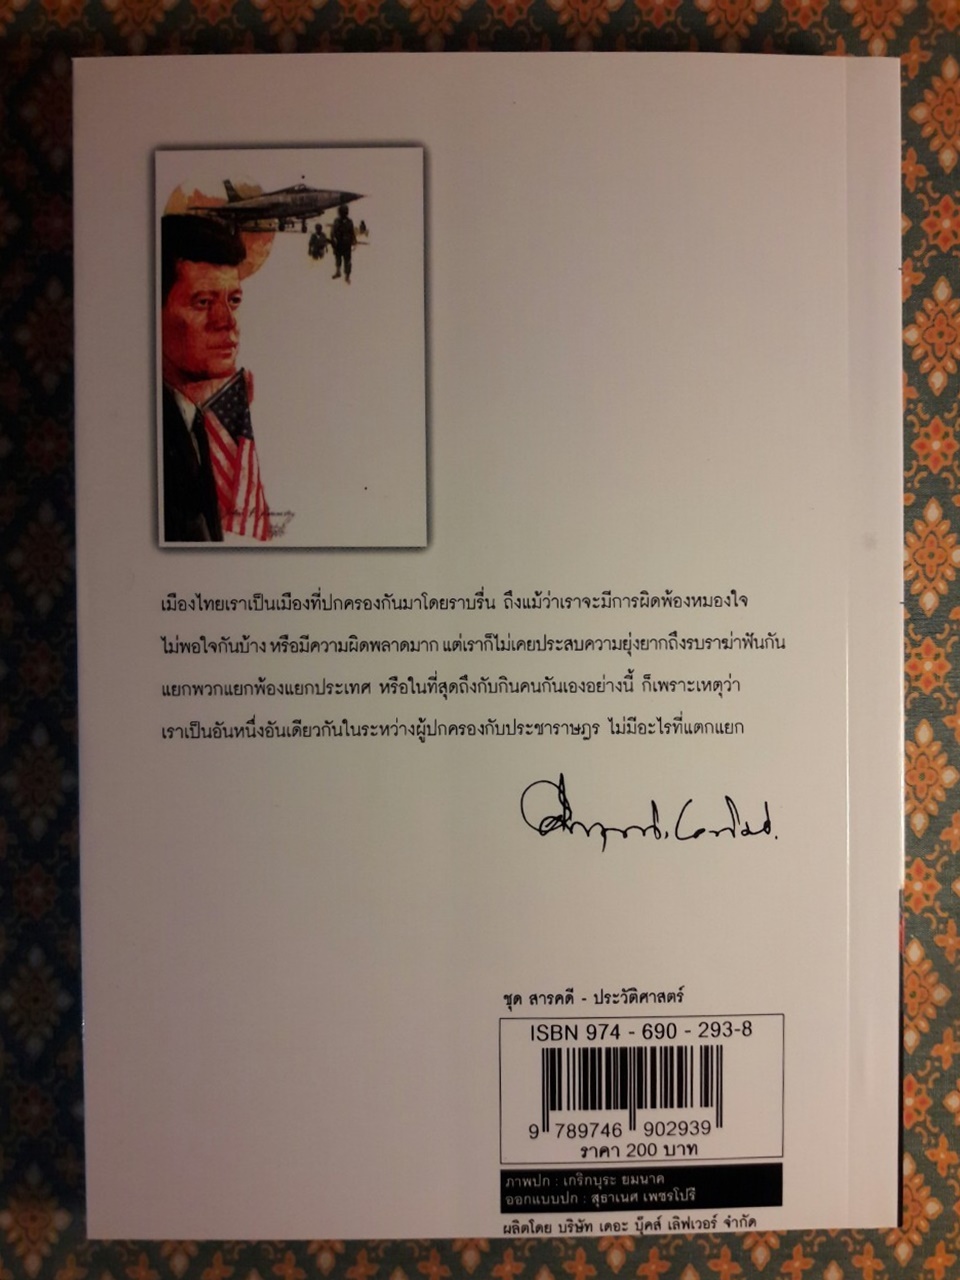 เมืองไทยเราเป็นเมืองที่ปกครองกันมาโดยราบรื่น ถึงแม้ว่าเราจะมีการผิดพ้องหมองใจ
ไม่พอใจกันบ้าง หรือมีความผิดพลาดมาก แต่เราก็ไม่เคยประสบความยุ่งยากถึงรบราฆ่าฟันกัน
แยกพวกแยกพ้องแยกประเทศ หรือในที่สุดถึงกับกินคนกันเองอย่างนี้ ก็เพราะเหตุว่า
เราเป็นอันหนึ่งอันเดียวกันในระหว่างผู้ปกครองกับประชาราษฎร ไม่มีอะไรที่แตกแยก
ชุด สารคดี - ประวัติศาสตร์
ISBN 974 - 690 - 293-8
9 789746 902939
ราคา 200 บาท
ภาพปก : เกริกบุระ ยมนาค
ออกแบบปก : สุธาเนศ เพชรโปรี
ผลิตโดย บริษัท เดอะ บุ๊คส์ เลิฟเวอร์ จำกัด